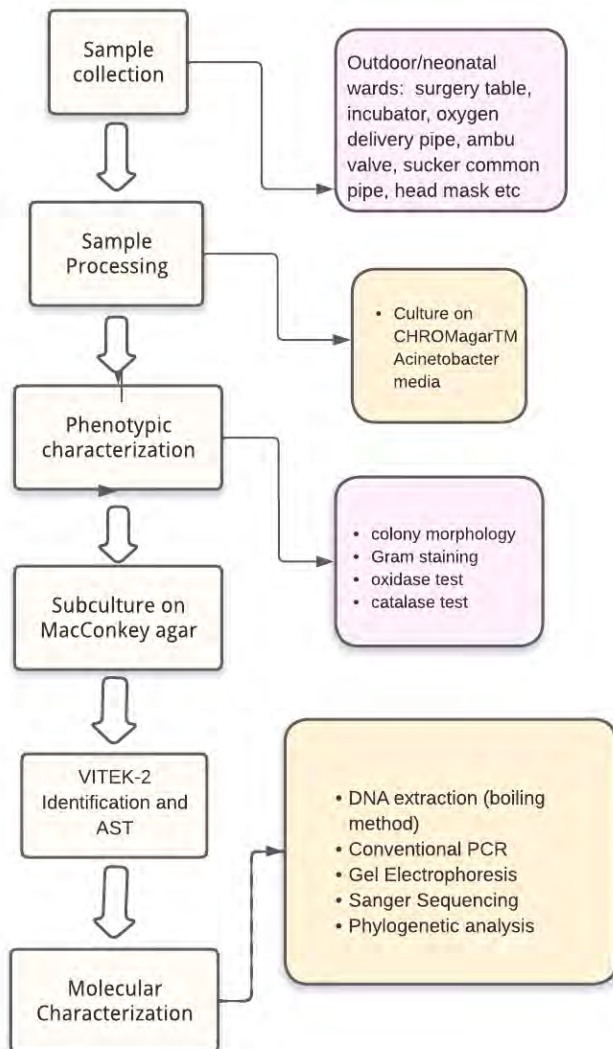 Sample
collection
Outdoor/neonatal
wards:  surgery table,
incubator, oxygen
delivery pipe, ambu
valve, sucker common
pipe, head mask etc
Sample
Processing
• Culture on
CHROMagarTM
Acinetobacter
media
Phenotypic
characterization
• colony morphology
• Gram staining
• oxidase test
• catalase test
Subculture on
MacConkey agar
VITEK-2
Identification and
AST
• DNA extraction (boiling
method)
• Conventional PCR
• Gel Electrophoresis
• Sanger Sequencing
• Phylogenetic analysis
Molecular
Characterization